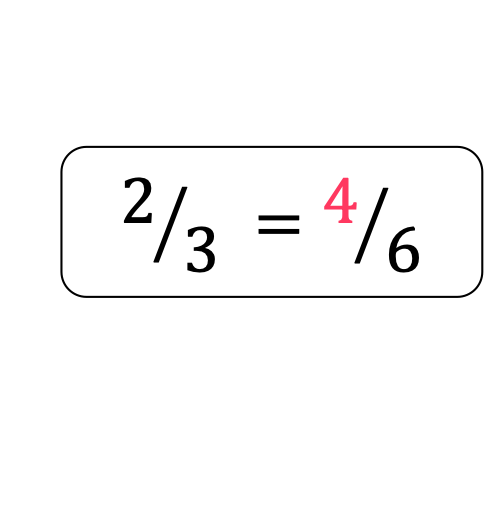 2/3 = 4/6